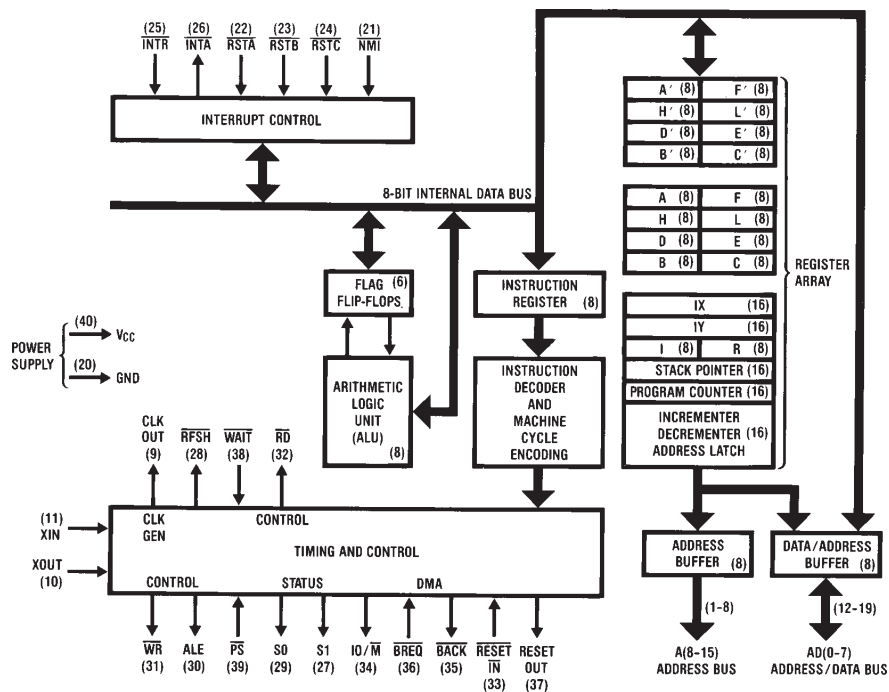 (25) (26) (22) (23) (24) (21)
INTR INTA RSTA RSTB RSTC NMI
INTERRUPT CONTROL
8-BIT INTERNAL DATA BUS
A′ (8) F′ (8)
H′ (8) L′ (8)
D′ (8) E′ (8)
B′ (8) C′ (8)
A (8) F (8)
H (8) L (8)
D (8) E (8)
B (8) C (8)
IX (16)
IY (16)
I (8) R (8)
STACK POINTER (16)
PROGRAM COUNTER (16)
INCREMENTER
DECREMENTER (16)
ADDRESS LATCH
REGISTER
ARRAY
FLAG (6)
FLIP-FLOPS
INSTRUCTION
REGISTER (8)
ARITHMETIC
LOGIC
UNIT
(ALU) (8)
INSTRUCTION
DECODER
AND
MACHINE
CYCLE
ENCODING
POWER
SUPPLY
(40)
VCC
(20)
GND
CLK
OUT RFSH WAIT RD
(9) (28) (38) (32)
(11)
XIN
XOUT
(10)
CLK
GEN
CONTROL
TIMING AND CONTROL
CONTROL STATUS DMA
WR ALE PS S0 S1 IO/M BREQ BACK RESET IN RESET OUT
(31) (30) (39) (29) (27) (34) (36) (35) (33) (37)
ADDRESS
BUFFER (8)
DATA/ADDRESS
BUFFER (8)
(1-8)
(12-19)
A(8-15)
ADDRESS BUS
AD(0-7)
ADDRESS/DATA BUS